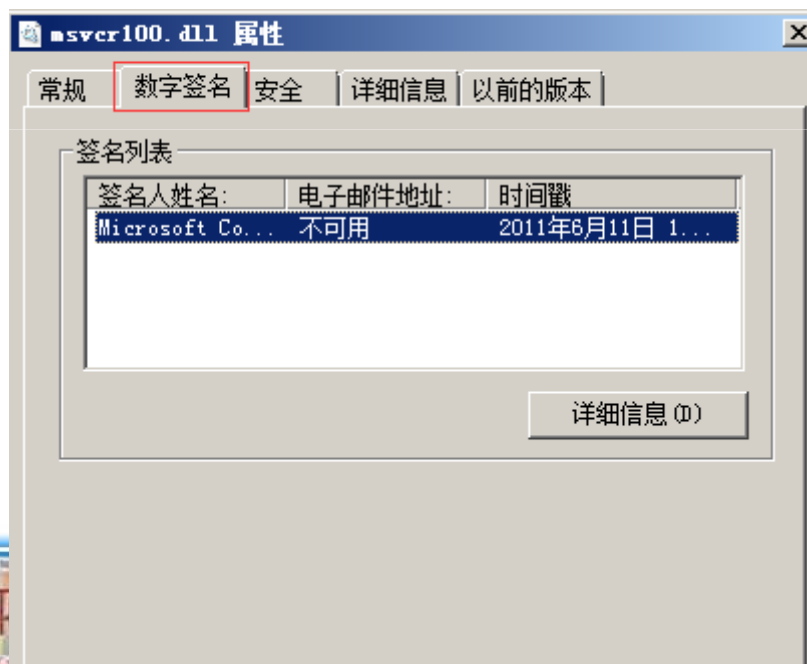 msvcr100.dll 属性
常规 数字签名 安全 详细信息 以前的版本
签名列表
签名人姓名: 电子邮件地址: 时间戳
Microsoft Co... 不可用 2011年6月11日 1...
详细信息(D)